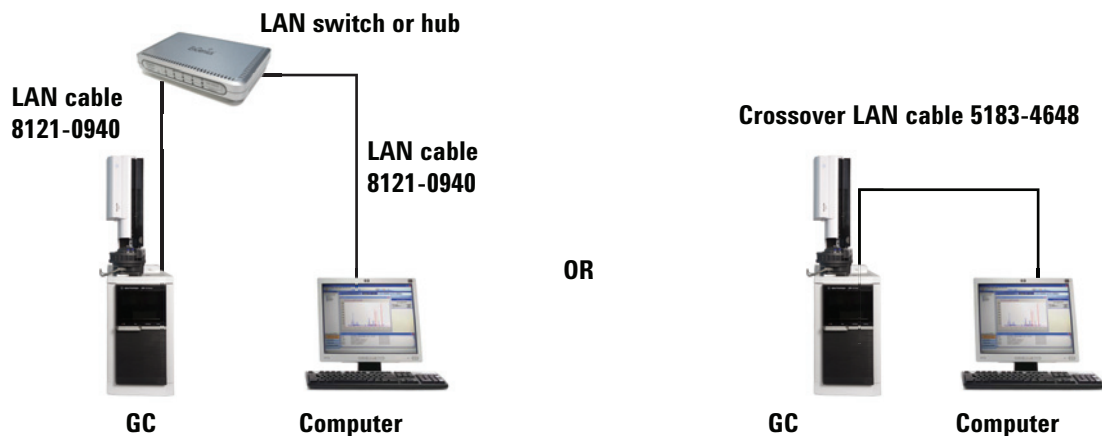 LAN switch or hub
LAN cable
8121-0940
LAN cable
8121-0940
GC
Computer
OR
Crossover LAN cable 5183-4648
GC
Computer